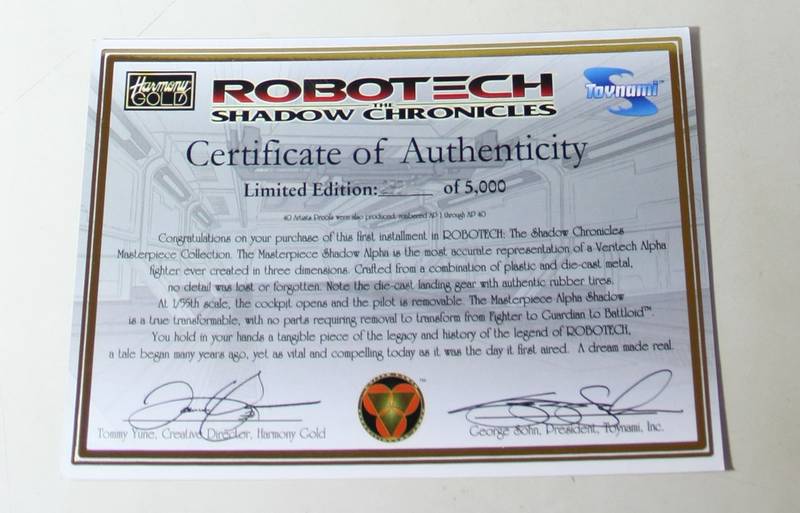 Harmony
GOLD
ROBOTECH
THE
SHADOW CHRONICLES
Toynami™
Certificate of Authenticity
Limited Edition: of 5,000
40 Artists Proofs were also produced, numbered AP 1 through AP 40
Congratulations on your purchase of this first installment in ROBOTECH: The Shadow Chronicles
Masterpiece Collection. The Masterpiece Shadow Alpha is the most accurate representation of a Veritech Alpha
fighter ever created in three dimensions. Crafted from a combination of plastic and die-cast metal,
no detail was lost or forgotten. Note the die-cast landing gear with authentic rubber tires.
At 1/55th scale, the cockpit opens and the pilot is removable. The Masterpiece Alpha Shadow
is a true transformable, with no parts requiring removal to transform from Fighter to Guardian to Battloid™.
You hold in your hands a tangible piece of the legacy and history of the legend of ROBOTECH,
a tale began many years ago, yet as vital and compelling today as it was the day it first aired. A dream made real.
Tommy Yune, Creative Director, Harmony Gold
George Sohn, President, Toynami, Inc.